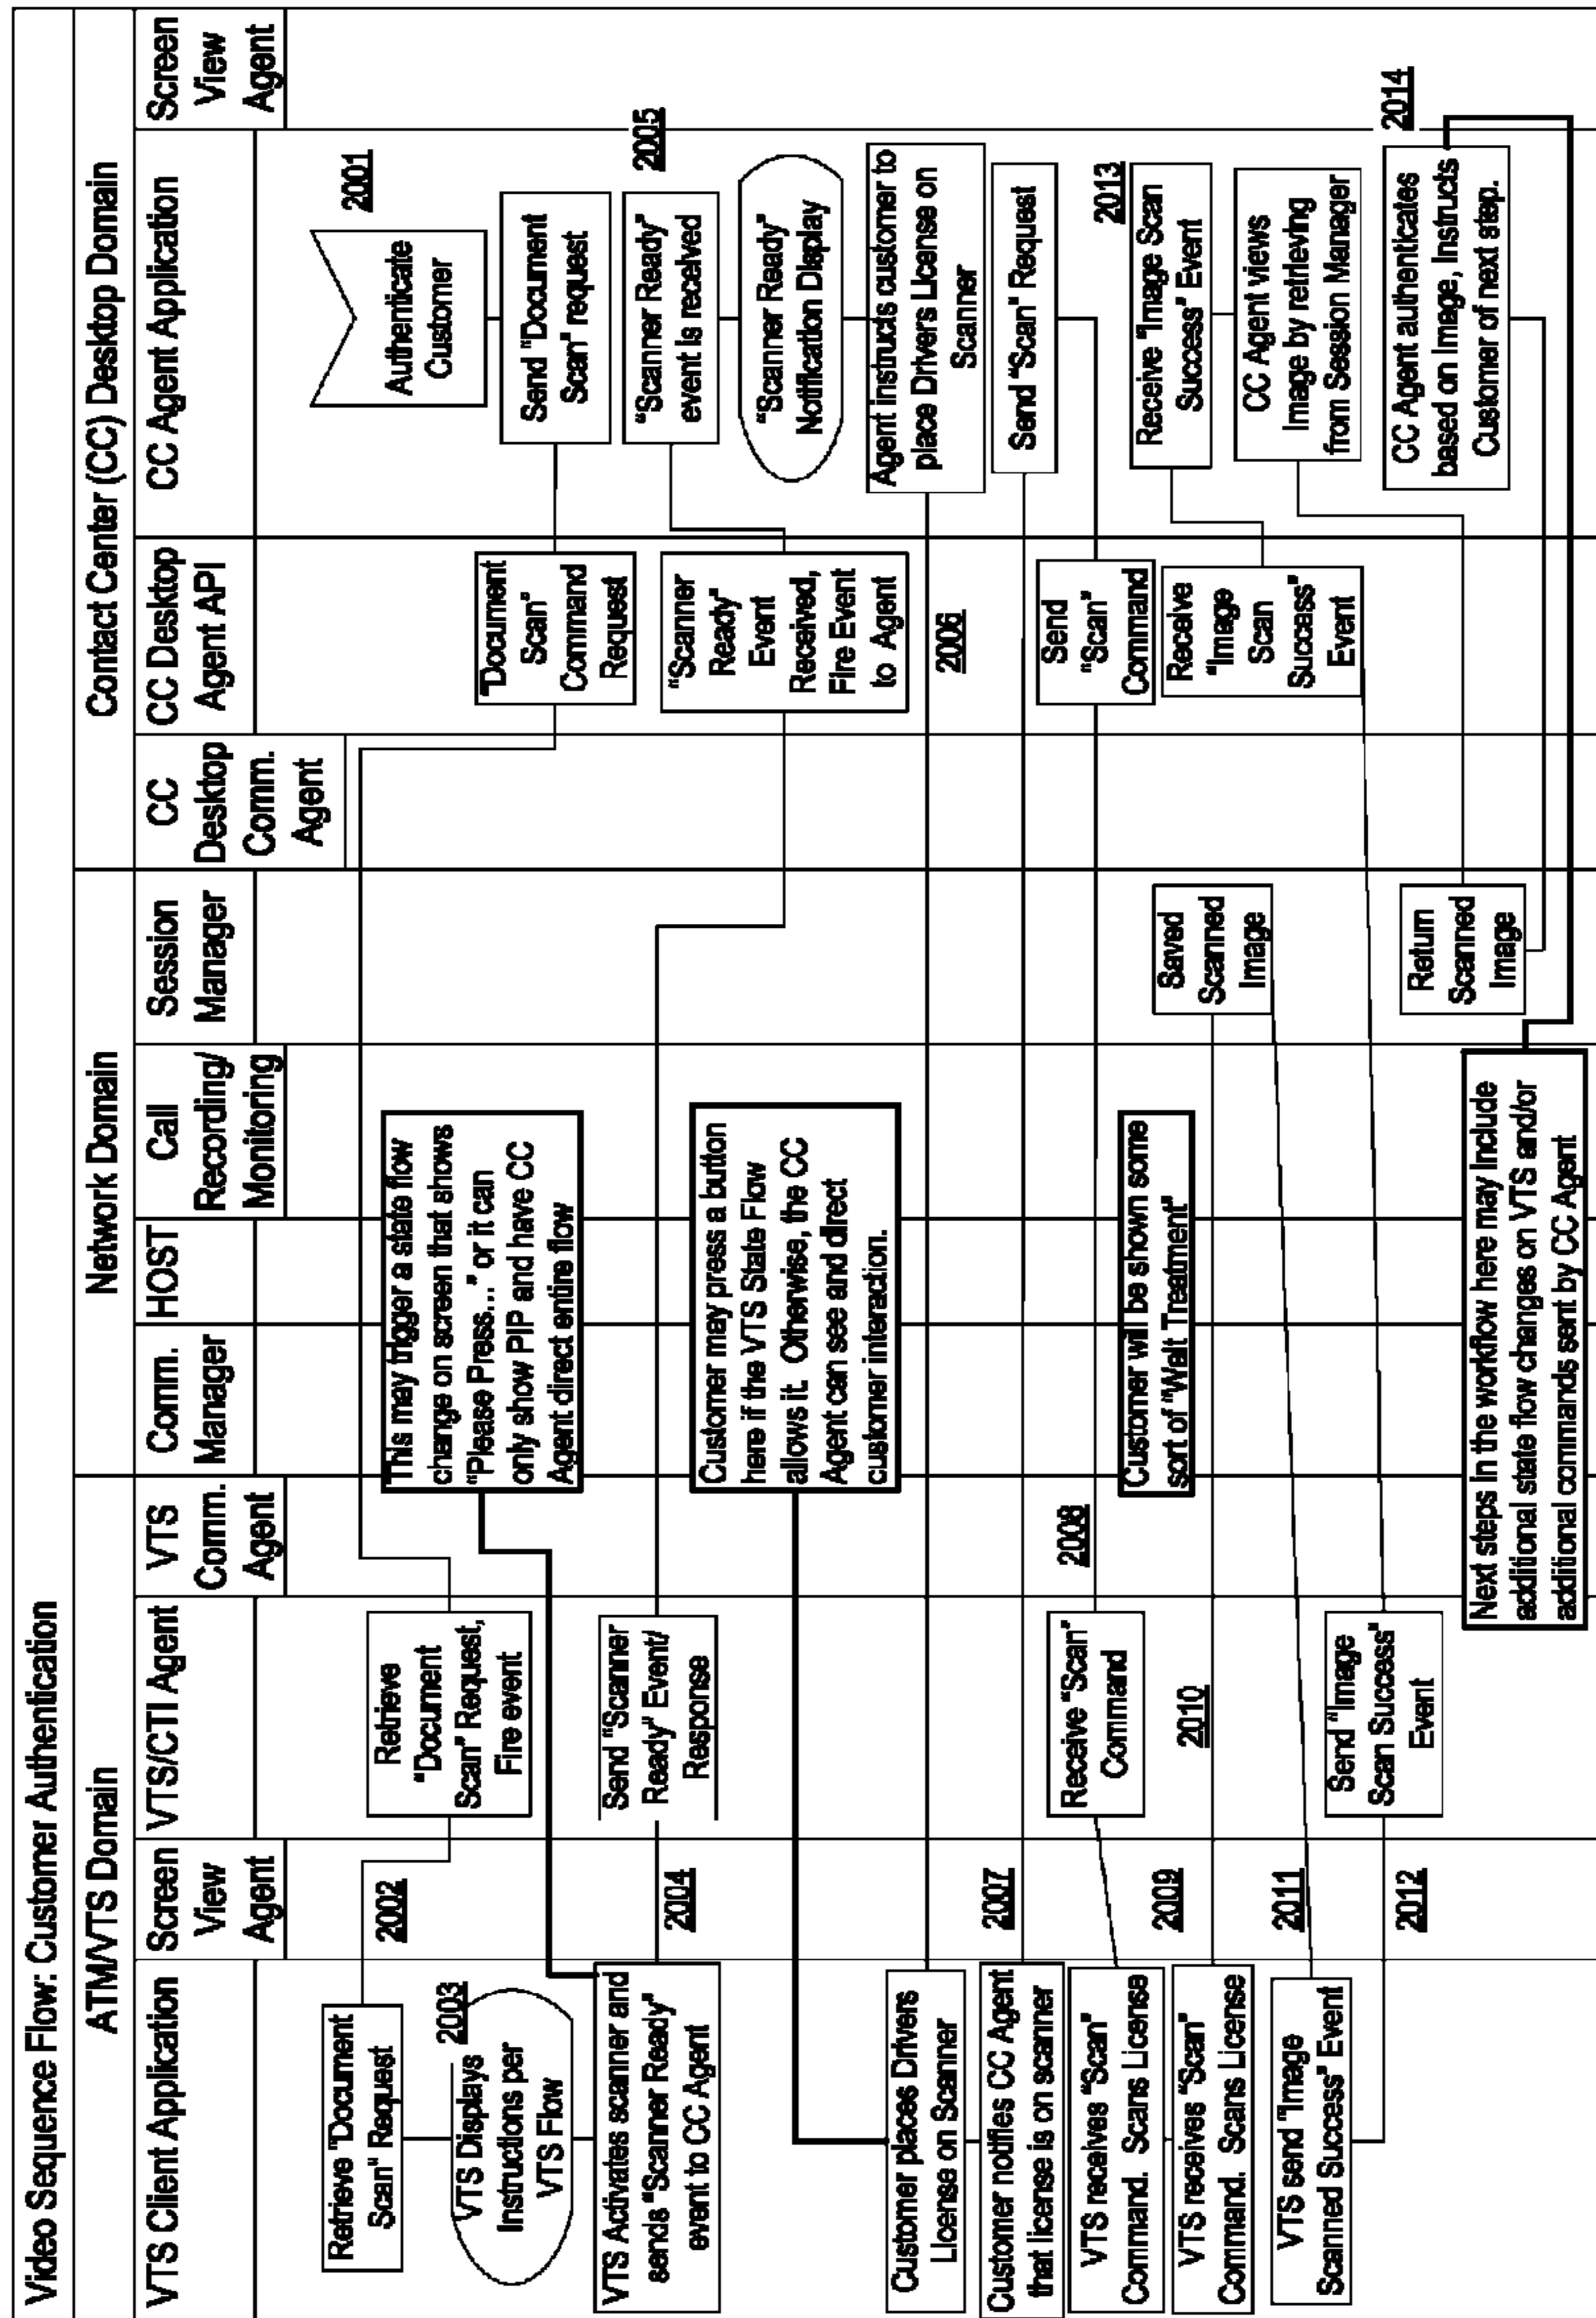 Video Sequence Flow: Customer Authentication
ATM/VTS Domain
Network Domain
Contact Center (CC) Desktop Domain
VTS Client Application
Screen
View
Agent
VTS/CTI Agent
VTS
Comm.
Agent
Comm.
Manager
HOST
Call
Recording/
Monitoring
Session
Manager
CC
Desktop
Comm.
Agent
CC Desktop
Agent API
CC Agent Application
Screen
View
Agent
2001
Authenticate
Customer
Send "Document
Scan" request
"Document
Scan"
Command
Request
Retrieve
"Document
Scan" Request,
Fire event
2002
Retrieve "Document
Scan" Request
2003
VTS Displays
Instructions per
VTS Flow
This may trigger a state flow
change on screen that shows
"Please Press..." or it can
only show PIP and have CC
Agent direct entire flow
VTS Activates scanner and
sends "Scanner Ready"
event to CC Agent
2004
Send "Scanner
Ready" Event/
Response
"Scanner
Ready"
Event
Received,
Fire Event
to Agent
2005
"Scanner Ready"
event is received
"Scanner Ready"
Notification Display
Agent instructs customer to
place Drivers License on
Scanner
2006
Customer may press a button
here if the VTS State Flow
allows it. Otherwise, the CC
Agent can see and direct
customer interaction.
Customer places Drivers
License on Scanner
Customer notifies CC Agent
that license is on scanner
2007
Send "Scan" Request
Send
"Scan"
Command
2008
Receive "Scan"
Command
VTS receives "Scan"
Command. Scans License
2009
VTS receives "Scan"
Command. Scans License
2010
Customer will be shown some
sort of "Wait Treatment"
Saved
Scanned
Image
2011
VTS send "Image
Scanned Success" Event
2012
Send "Image
Scan Success"
Event
Receive
"Image
Scan
Success"
Event
2013
Receive "Image Scan
Success" Event
CC Agent views
Image by retrieving
from Session Manager
Return
Scanned
Image
2014
CC Agent authenticates
based on Image, Instructs
Customer of next step.
Next steps in the workflow here may include
additional state flow changes on VTS and/or
additional commands sent by CC Agent